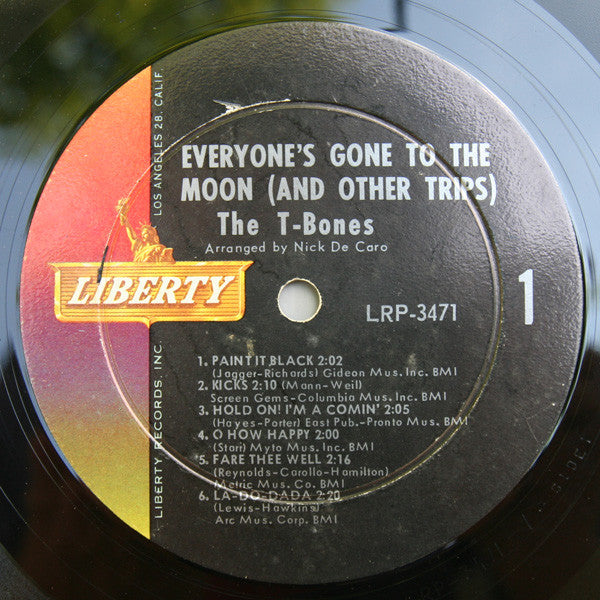 EVERYONE'S GONE TO THE
MOON (AND OTHER TRIPS)
The T-Bones
Arranged by Nick De Caro
LIBERTY
LRP-3471
1
1. PAINT IT BLACK 2:02
(Jagger-Richards) Gideon Mus. Inc. BMI
2. KICKS 2:10 (Mann-Weil)
Screen Gems-Columbia Mus. Inc. BMI
3. HOLD ON! I'M A COMIN' 2:05
(Hayes-Porter) East Pub.-Pronto Mus. BMI
4. O HOW HAPPY 2:00
(Starr) Myto Mus. Inc. BMI
5. FARE THEE WELL 2:16
(Reynolds-Carollo-Hamilton)
Metric Mus. Co. BMI
6. LA-DO-DADA 2:20
(Lewis-Hawkins)
Arc Mus. Corp. BMI
LIBERTY RECORDS, INC.
LOS ANGELES 28, CALIF.